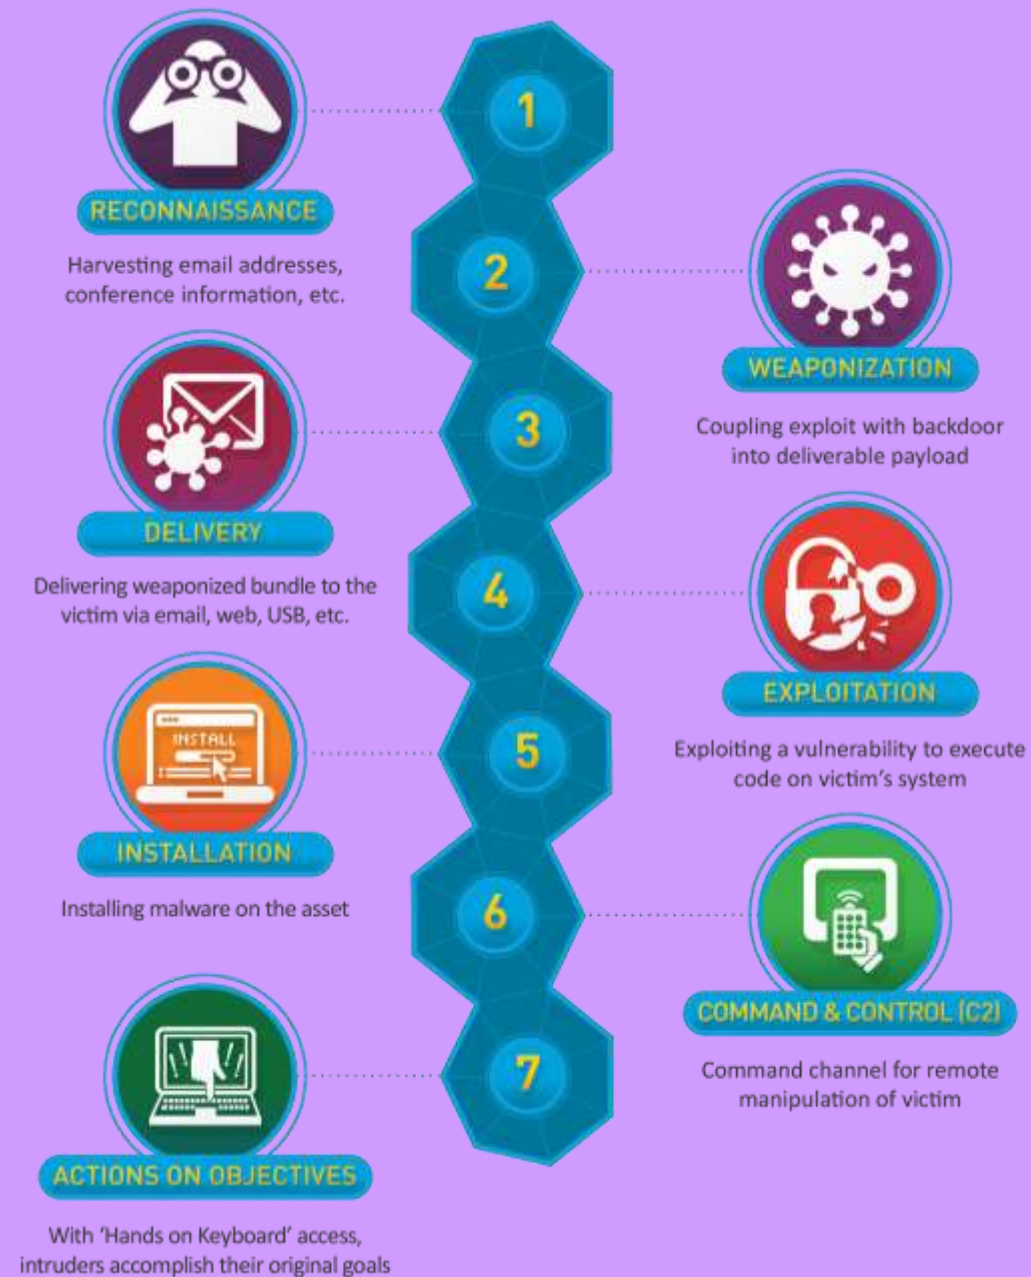 1
RECONNAISSANCE
Harvesting email addresses,
conference information, etc.
2
WEAPONIZATION
Coupling exploit with backdoor
into deliverable payload
3
DELIVERY
Delivering weaponized bundle to the
victim via email, web, USB, etc.
4
EXPLOITATION
Exploiting a vulnerability to execute
code on victim's system
5
INSTALL
INSTALLATION
Installing malware on the asset
6
COMMAND & CONTROL (C2)
Command channel for remote
manipulation of victim
7
ACTIONS ON OBJECTIVES
With ‘Hands on Keyboard’ access,
intruders accomplish their original goals